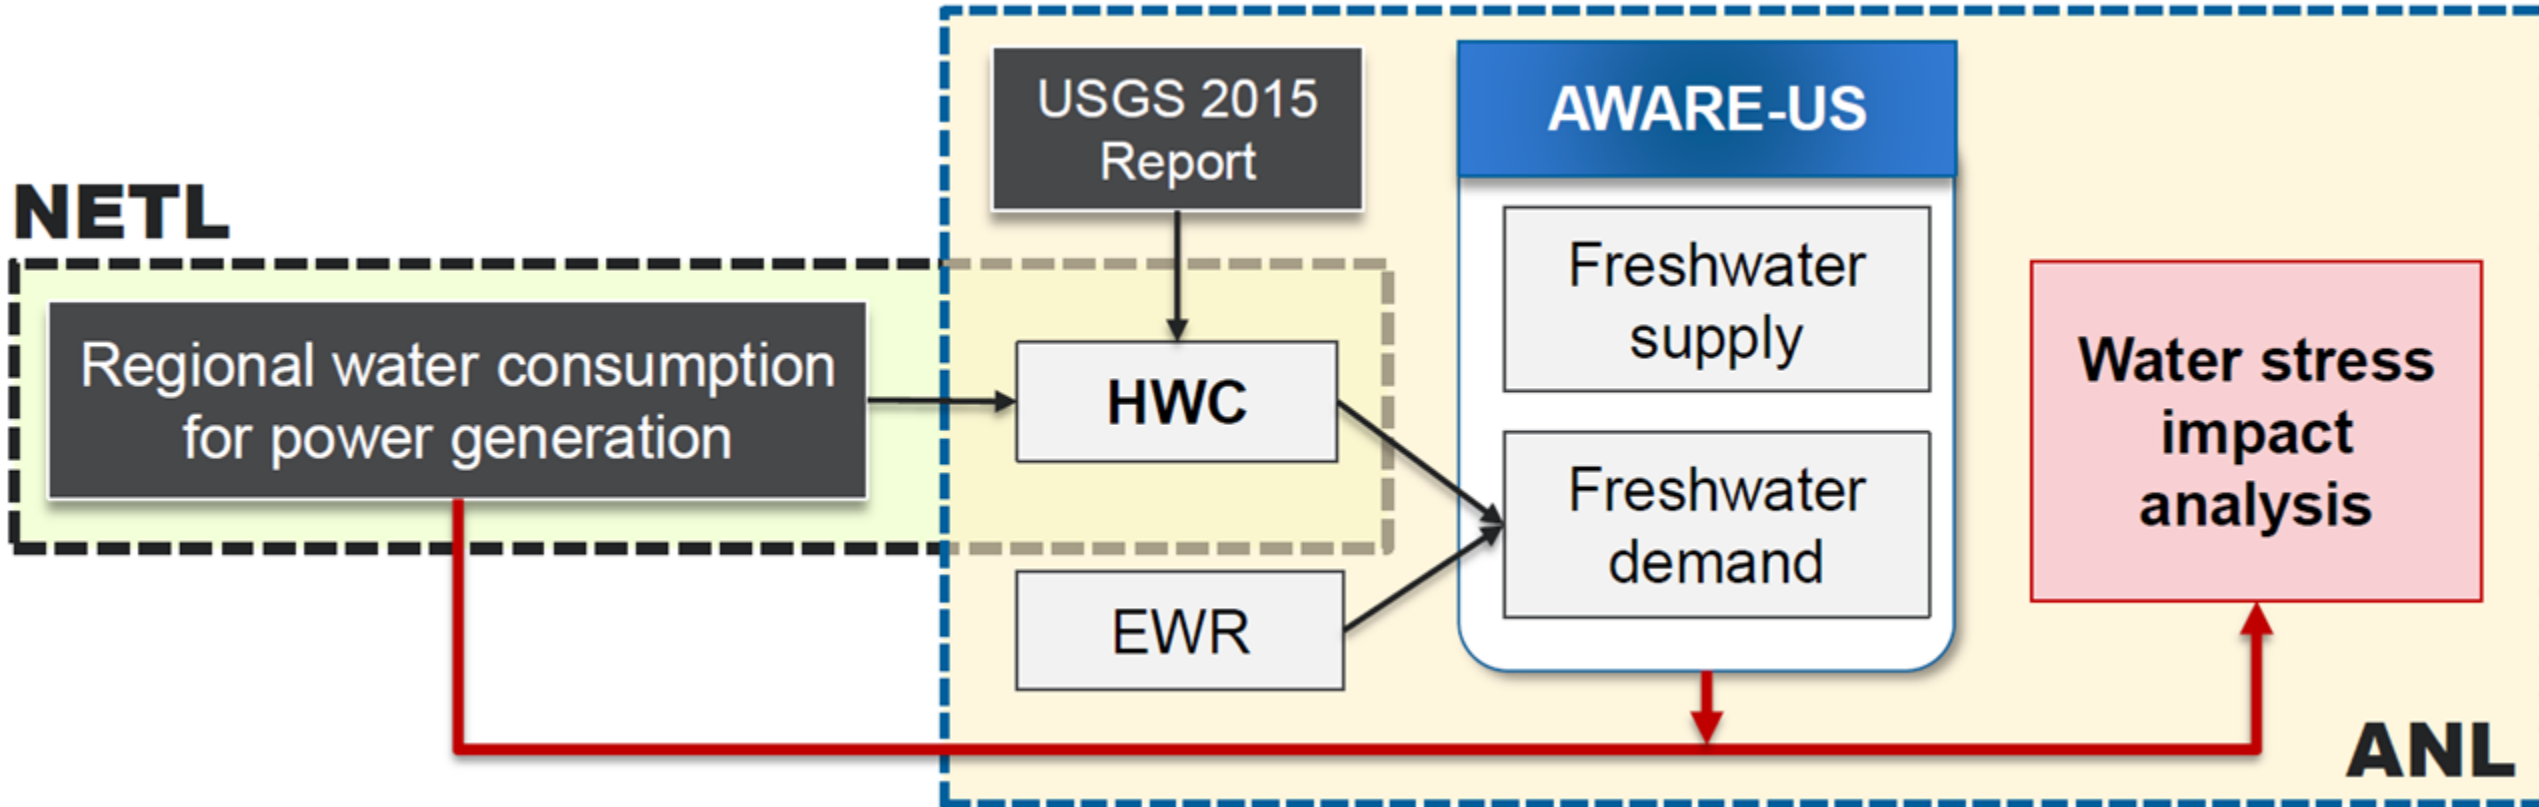 NETL
Regional water consumption
for power generation
USGS 2015
Report
HWC
EWR
AWARE-US
Freshwater
supply
Freshwater
demand
Water stress
impact
analysis
ANL